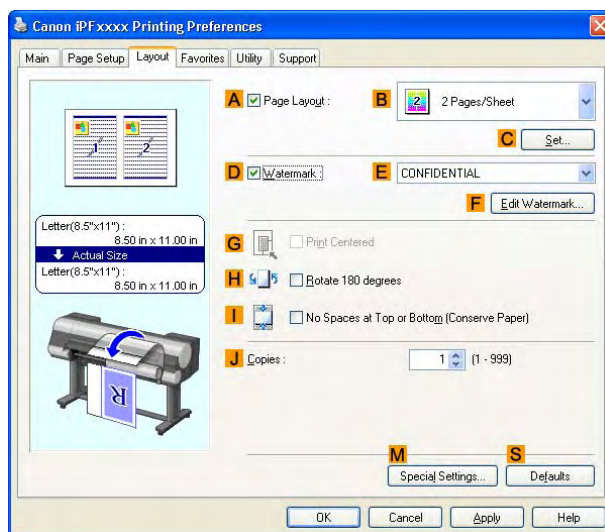 Canon iPFxxxx Printing Preferences
Main Page Setup Layout Favorites Utility Support
A Page Layout : B 2 2 Pages/Sheet
1 2
C Set...
D Watermark : E CONFIDENTIAL
F Edit Watermark...
Letter(8.5"x11") :
8.50 in x 11.00 in
Actual Size
Letter(8.5"x11") :
8.50 in x 11.00 in
G Print Centered
H Rotate 180 degrees
I No Spaces at Top or Bottom (Conserve Paper)
J Copies : 1 (1 - 999)
R
M S
Special Settings... Defaults
OK Cancel Apply Help